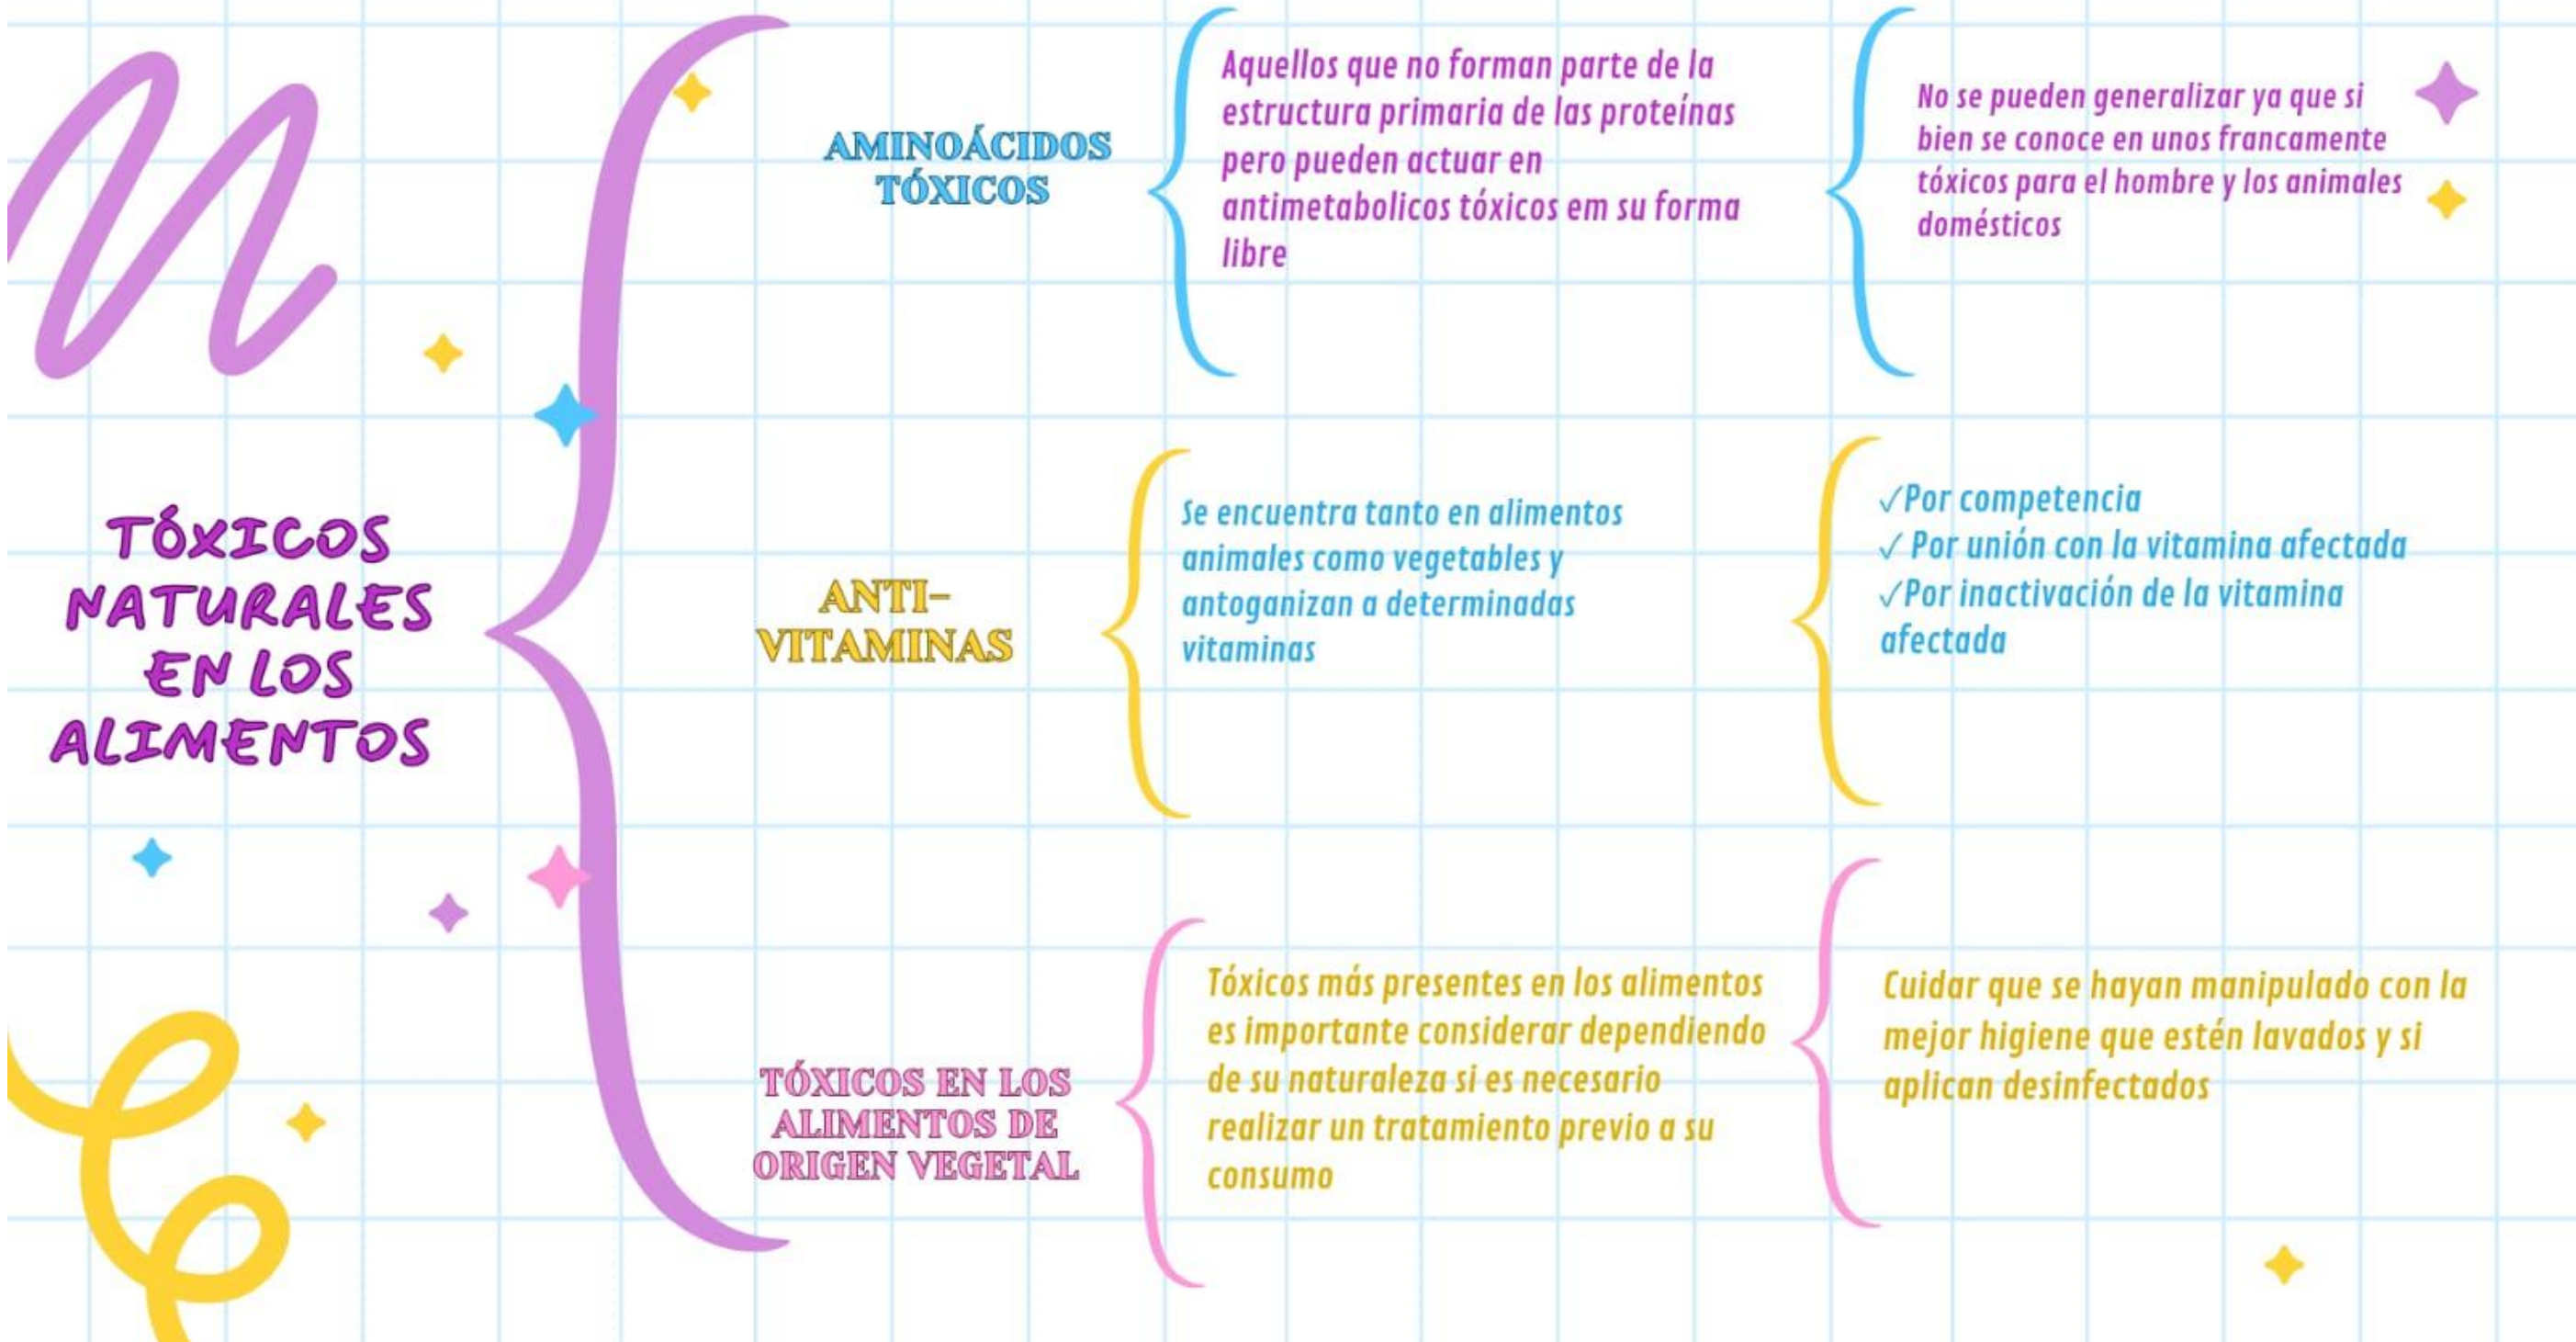 TÓXICOS
NATURALES
EN LOS
ALIMENTOS
AMINOÁCIDOS
TÓXICOS
Aquellos que no forman parte de la
estructura primaria de las proteínas
pero pueden actuar en
antimetabolicos tóxicos em su forma
libre
No se pueden generalizar ya que si
bien se conoce en unos francamente
tóxicos para el hombre y los animales
domésticos
ANTI-
VITAMINAS
Se encuentra tanto en alimentos
animales como vegetables y
antoganizan a determinadas
vitaminas
✓Por competencia
✓ Por unión con la vitamina afectada
✓Por inactivación de la vitamina
afectada
TÓXICOS EN LOS
ALIMENTOS DE
ORIGEN VEGETAL
Tóxicos más presentes en los alimentos
es importante considerar dependiendo
de su naturaleza si es necesario
realizar un tratamiento previo a su
consumo
Cuidar que se hayan manipulado con la
mejor higiene que estén lavados y si
aplican desinfectados